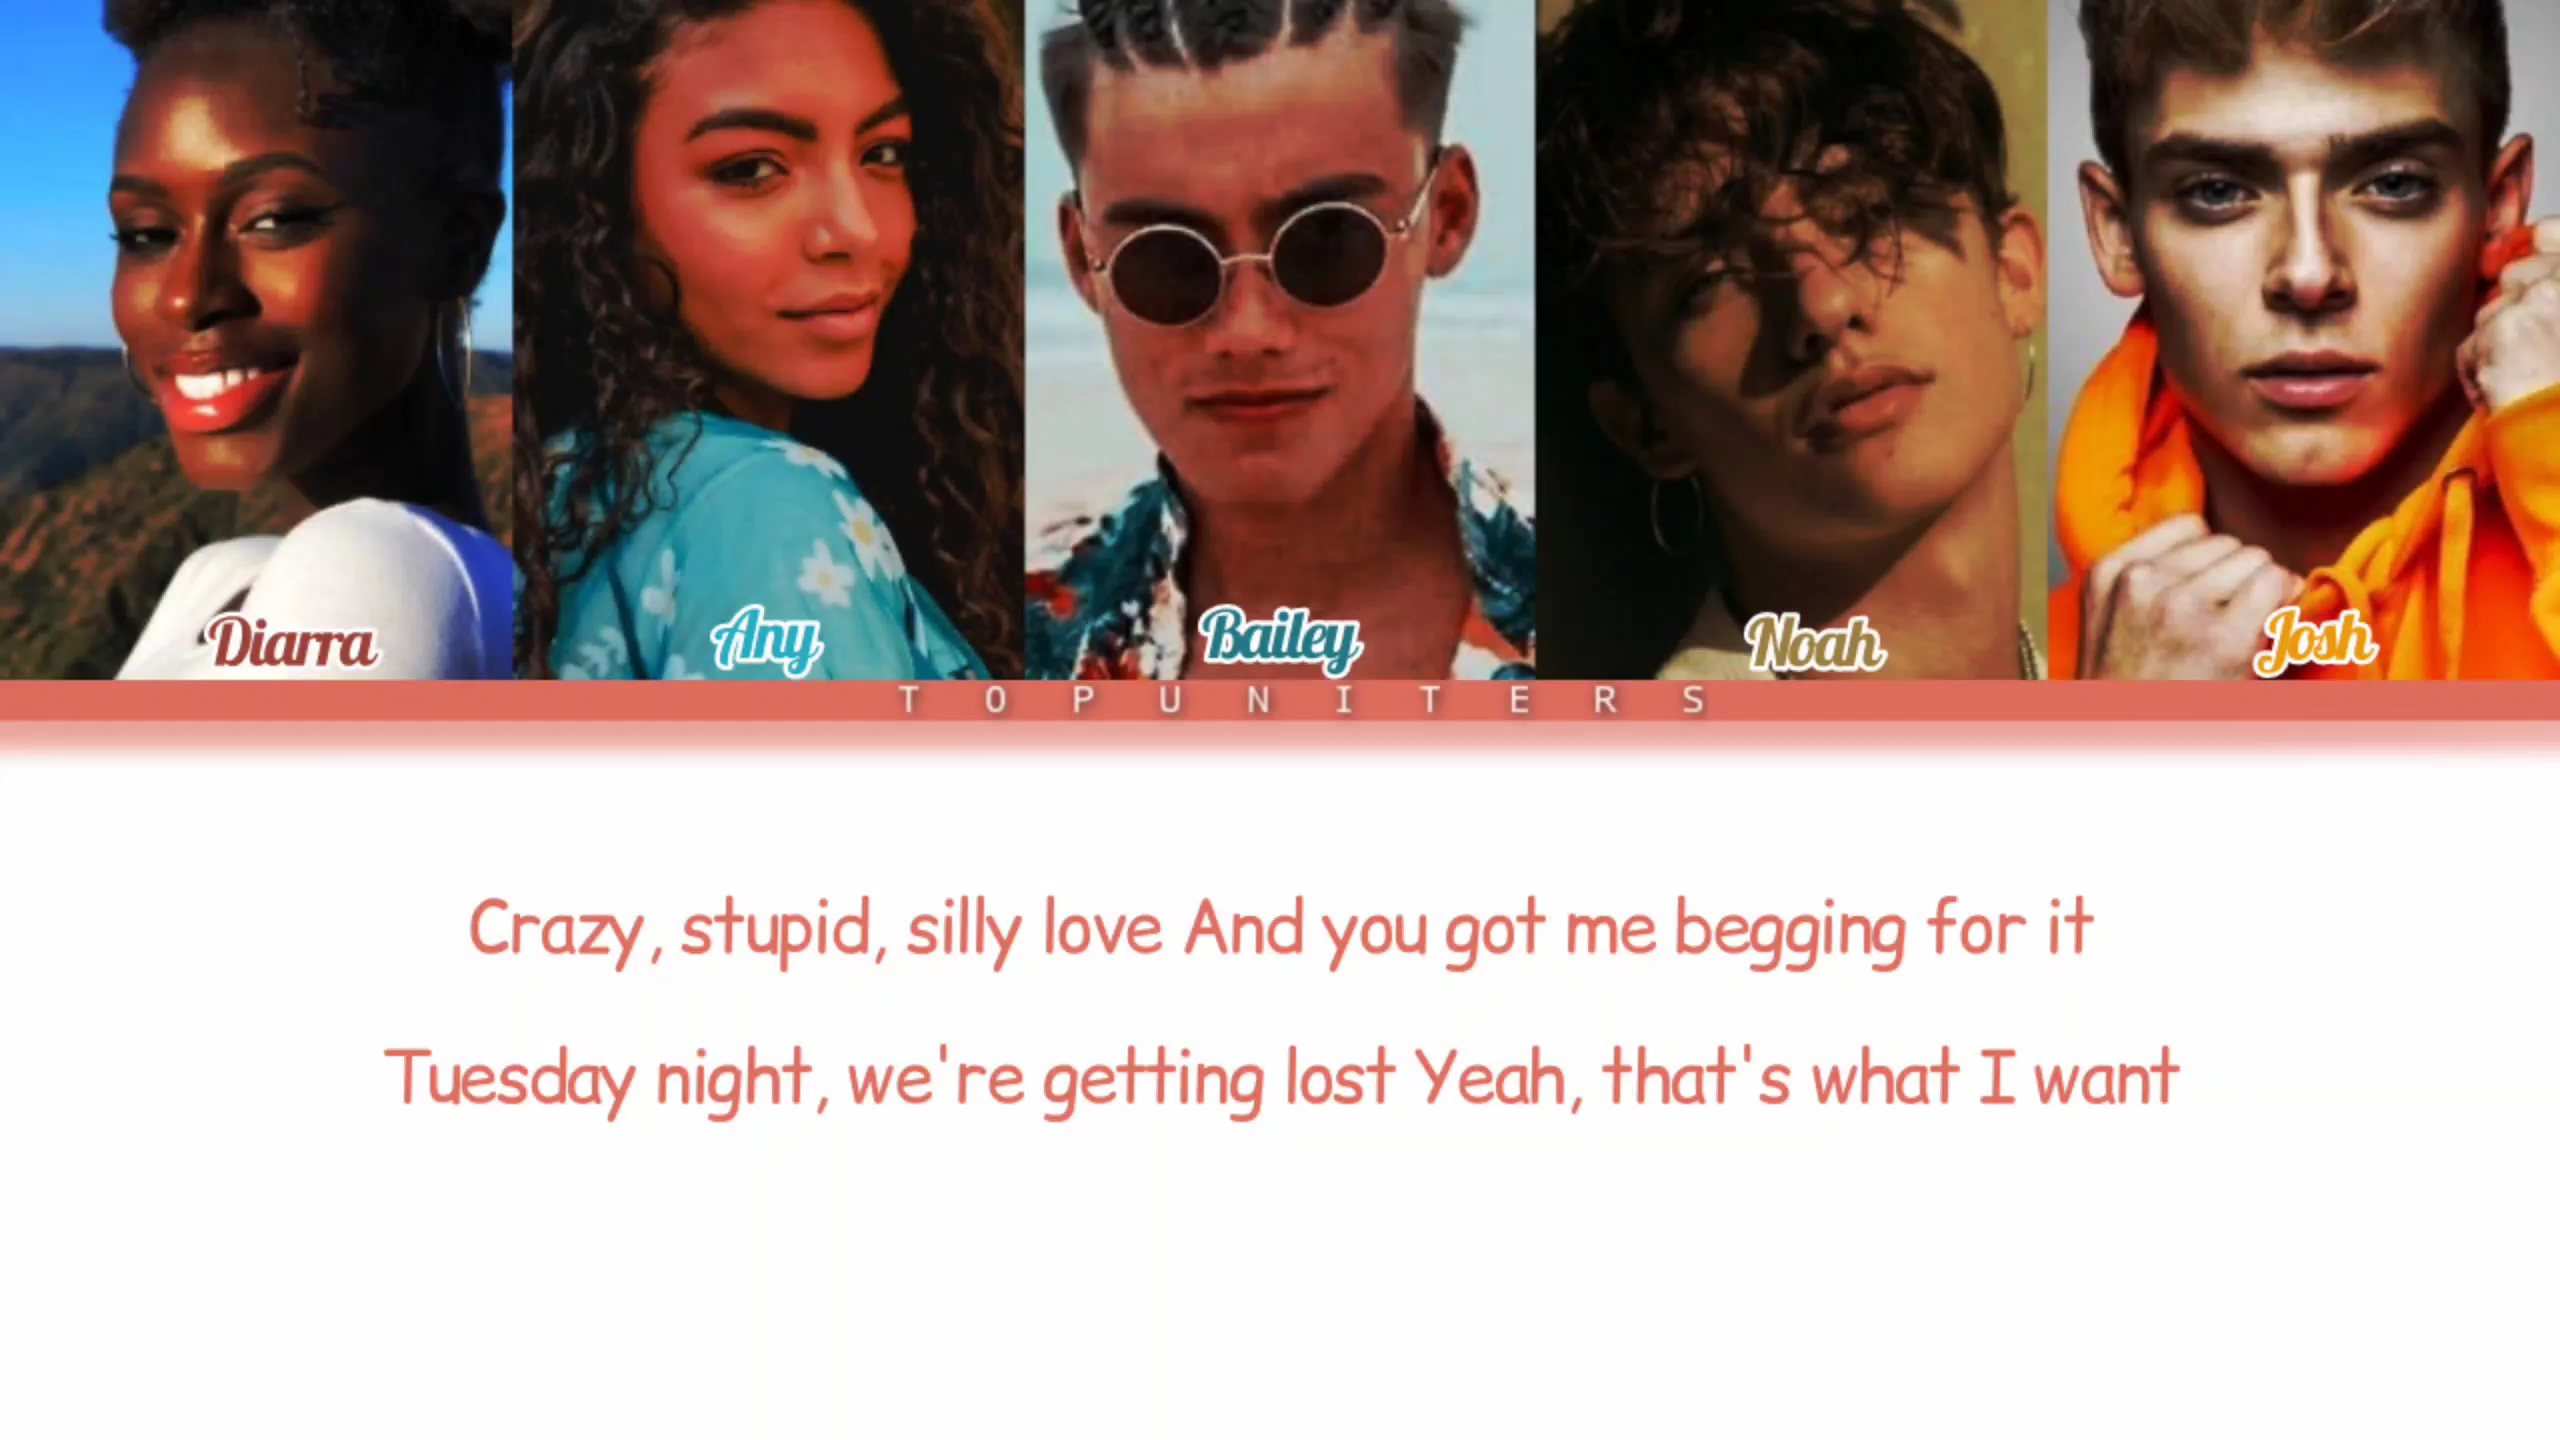 Diarra
Any
Bailey
Noah
Josh
TOPUNITERS
Crazy, stupid, silly love And you got me begging for it
Tuesday night, we're getting lost Yeah, that's what I want